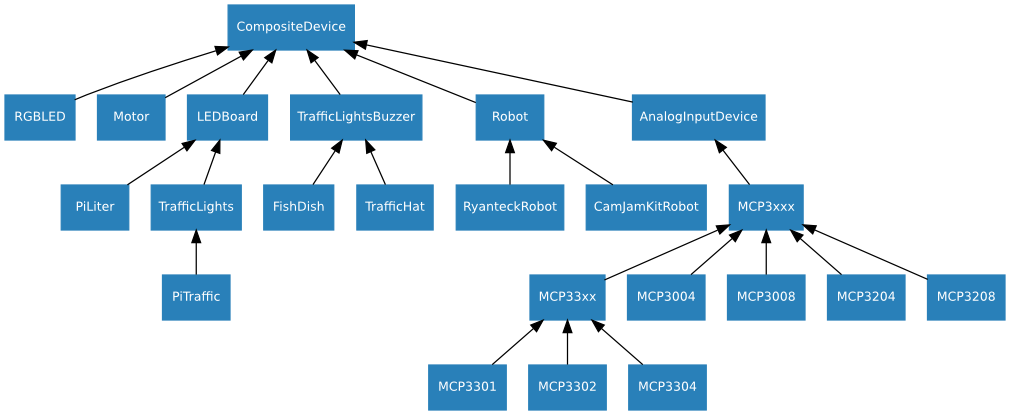 CompositeDevice
RGBLED
Motor
LEDBoard
TrafficLightsBuzzer
Robot
AnalogInputDevice
PiLiter
TrafficLights
FishDish
TrafficHat
RyanteckRobot
CamJamKitRobot
MCP3xxx
PiTraffic
MCP33xx
MCP3004
MCP3008
MCP3204
MCP3208
MCP3301
MCP3302
MCP3304